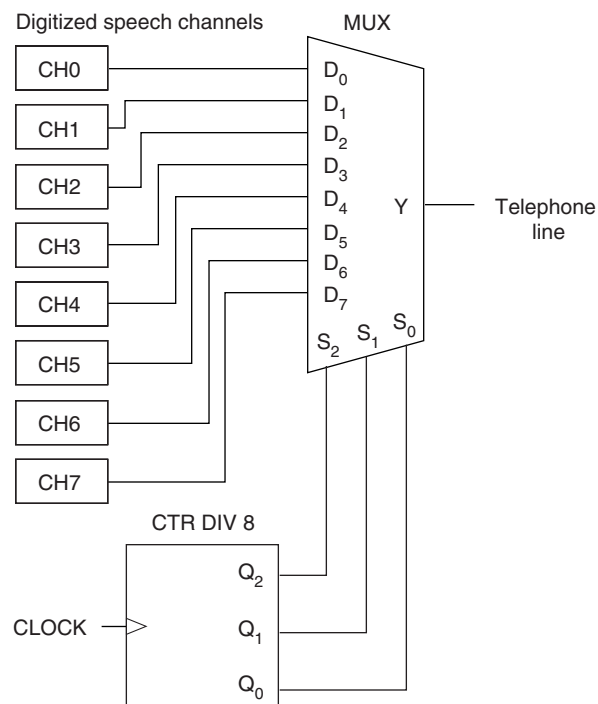 Digitized speech channels
MUX
CH0
CH1
CH2
CH3
CH4
CH5
CH6
CH7
D₀
D₁
D₂
D₃
D₄
D₅
D₆
D₇
Y
S₂
S₁
S₀
Telephone
line
CTR DIV 8
CLOCK
Q₂
Q₁
Q₀